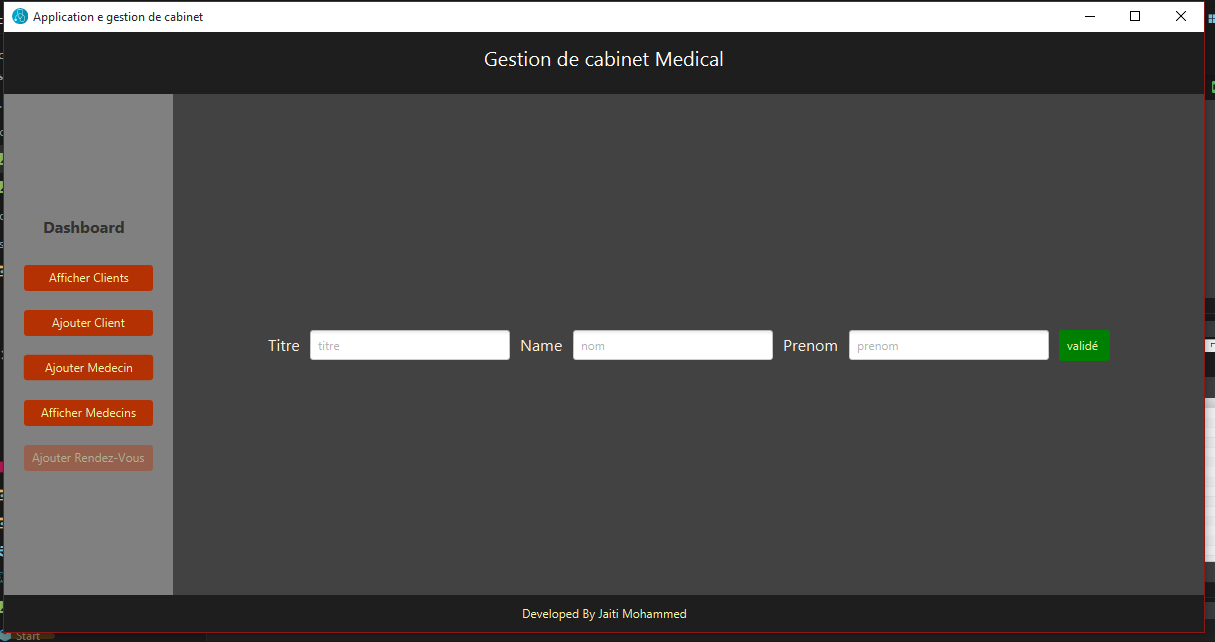 Application e gestion de cabinet
Gestion de cabinet Medical
Dashboard
Afficher Clients
Ajouter Client
Ajouter Medecin
Afficher Medecins
Ajouter Rendez-Vous
Titre titre Name nom Prenom prenom validé
Developed By Jaiti Mohammed
Start